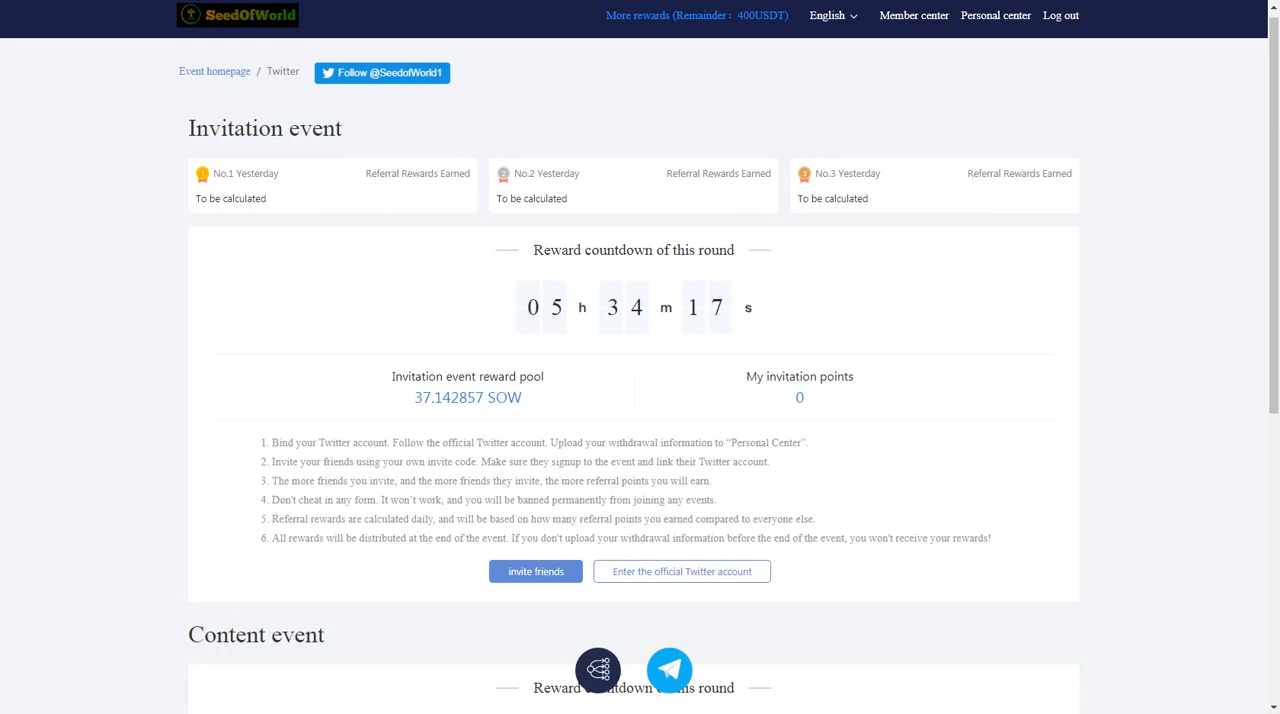 SeedOfWorld
More rewards (Remainder： 400USDT) English Member center Personal center Log out
Event homepage / Twitter Follow @SeedofWorld1
Invitation event
1 No.1 Yesterday Referral Rewards Earned
To be calculated
2 No.2 Yesterday Referral Rewards Earned
To be calculated
3 No.3 Yesterday Referral Rewards Earned
To be calculated
Reward countdown of this round
05 h 34 m 17 s
Invitation event reward pool
37.142857 SOW
My invitation points
0
1. Bind your Twitter account. Follow the official Twitter account. Upload your withdrawal information to “Personal Center”.
2. Invite your friends using your own invite code. Make sure they signup to the event and link their Twitter account.
3. The more friends you invite, and the more friends they invite, the more referral points you will earn.
4. Don't cheat in any form. It won’t work, and you will be banned permanently from joining any events.
5. Referral rewards are calculated daily, and will be based on how many referral points you earned compared to everyone else.
6. All rewards will be distributed at the end of the event. If you don't upload your withdrawal information before the end of the event, you won't receive your rewards!
invite friends Enter the official Twitter account
Content event
Reward countdown of this round